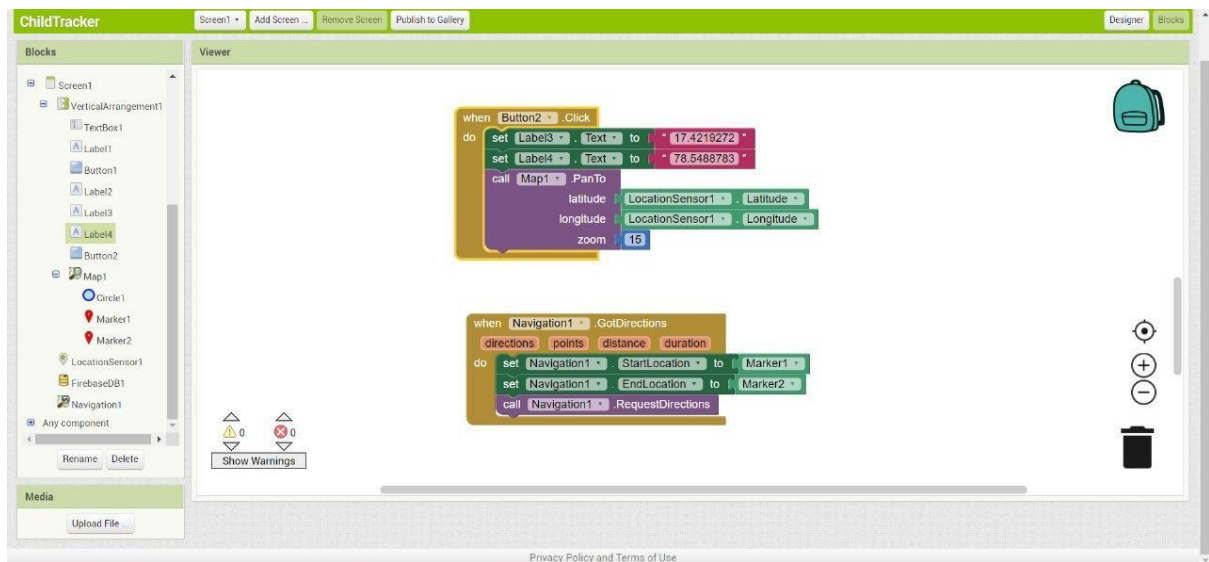 ChildTracker Screen1 Add Screen ... Remove Screen Publish to Gallery Designer Blocks
Blocks
Viewer
Screen1
VerticalArrangement1
TextBox1
Label1
Button1
Label2
Label3
Label4
Button2
Map1
Circle1
Marker1
Marker2
LocationSensor1
FirebaseDB1
Navigation1
Any component
Rename Delete
Media
Upload File ...
when Button2 .Click
do set Label3 . Text to " 17.4219272 "
set Label4 . Text to " 78.5488783 "
call Map1 .PanTo
latitude LocationSensor1 . Latitude
longitude LocationSensor1 . Longitude
zoom 15
when Navigation1 .GotDirections
directions points distance duration
do set Navigation1 . StartLocation to Marker1
set Navigation1 . EndLocation to Marker2
call Navigation1 .RequestDirections
0 0
Show Warnings
Privacy Policy and Terms of Use